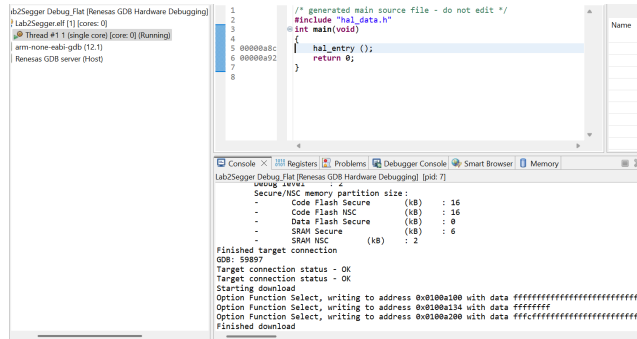 b2Segger Debug_Flat [Renesas GDB Hardware Debugging]
Lab2Segger.elf [1] [cores: 0]
Thread #1 1 (single core) [core: 0] (Running)
arm-none-eabi-gdb (12.1)
Renesas GDB server (Host)
1 /* generated main source file - do not edit */
2 #include "hal_data.h"
3 int main(void)
4 {
5 00000a8c hal_entry ();
6 00000a92 return 0;
7 }
8
Name
Console Registers Problems Debugger Console Smart Browser Memory
Lab2Segger Debug_Flat [Renesas GDB Hardware Debugging] [pid: 7]
Debug level : 2
Secure/NSC memory partition size:
- Code Flash Secure (kB) : 16
- Code Flash NSC (kB) : 16
- Data Flash Secure (kB) : 0
- SRAM Secure (kB) : 6
- SRAM NSC (kB) : 2
Finished target connection
GDB: 59897
Target connection status - OK
Target connection status - OK
Starting download
Option Function Select, writing to address 0x0100a100 with data ffffffffffffffffffffffffff
Option Function Select, writing to address 0x0100a134 with data ffffffff
Option Function Select, writing to address 0x0100a200 with data fffcffffffffffffffffffffff
Finished download